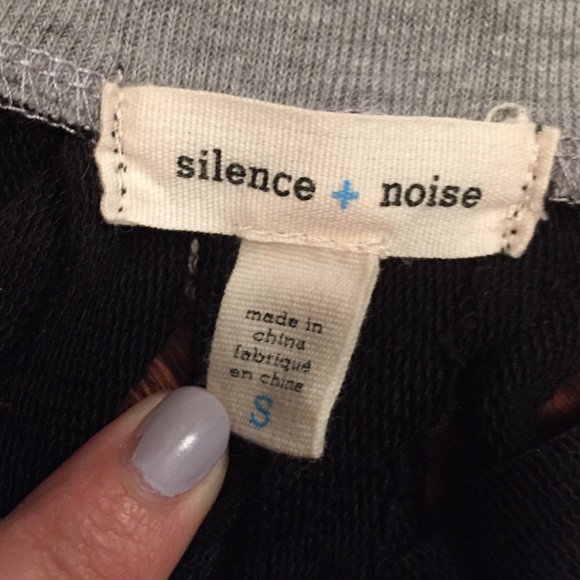 silence + noise
made in
china
fabriqué
en chine
S